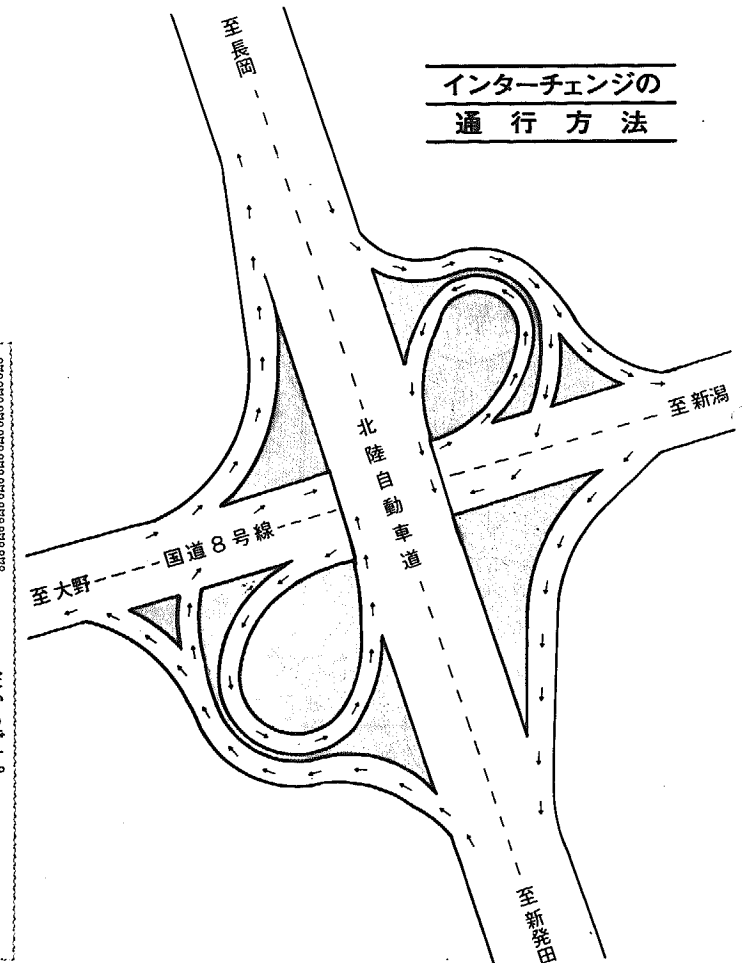 インターチェンジの
通行方法
至長岡
北陸自動車道
至新潟
国道8号線
至大野
至新発田